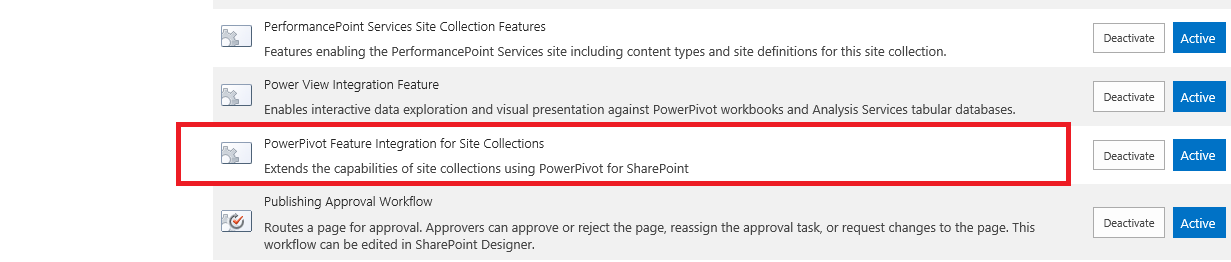 PerformancePoint Services Site Collection Features
Features enabling the PerformancePoint Services site including content types and site definitions for this site collection.
Deactivate
Active
Power View Integration Feature
Enables interactive data exploration and visual presentation against PowerPivot workbooks and Analysis Services tabular databases.
Deactivate
Active
PowerPivot Feature Integration for Site Collections
Extends the capabilities of site collections using PowerPivot for SharePoint
Deactivate
Active
Publishing Approval Workflow
Routes a page for approval. Approvers can approve or reject the page, reassign the approval task, or request changes to the page. This
workflow can be edited in SharePoint Designer.
Deactivate
Active